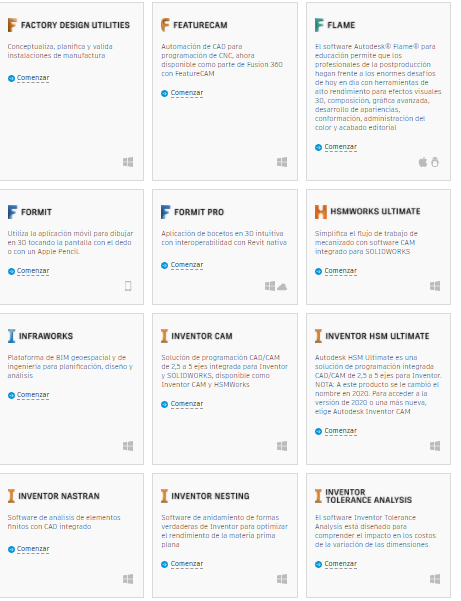 FACTORY DESIGN UTILITIES
Conceptualiza, planifica y valida
instalaciones de manufactura
Comenzar
FEATURECAM
Automación de CAD para
programación de CNC, ahora
disponible como parte de Fusion 360
con FeatureCAM
Comenzar
FLAME
El software Autodesk® Flame® para
educación permite que los
profesionales de la postproducción
hagan frente a los enormes desafíos
de hoy en día con herramientas de
alto rendimiento para efectos visuales
3D, composición, gráfica avanzada,
desarrollo de apariencias,
conformación, administración del
color y acabado editorial
Comenzar
FORMIT
Utiliza la aplicación móvil para dibujar
en 3D tocando la pantalla con el dedo
o con un Apple Pencil.
Comenzar
FORMIT PRO
Aplicación de bocetos en 3D intuitiva
con interoperabilidad con Revit nativa
Comenzar
HSMWORKS ULTIMATE
Simplifica el flujo de trabajo de
mecanizado con software CAM
integrado para SOLIDWORKS
Comenzar
INFRAWORKS
Plataforma de BIM geoespacial y de
ingeniería para planificación, diseño y
análisis
Comenzar
INVENTOR CAM
Solución de programación CAD/CAM
de 2,5 a 5 ejes integrada para Inventor
y SOLIDWORKS, disponible como
Inventor CAM y HSMWorks
Comenzar
INVENTOR HSM ULTIMATE
Autodesk HSM Ultimate es una
solución de programación integrada
CAD/CAM de 2,5 a 5 ejes para Inventor.
NOTA: A este producto se le cambió el
nombre en 2020. Para acceder a la
versión de 2020 o una más nueva,
elige Autodesk Inventor CAM
Comenzar
INVENTOR NASTRAN
Software de análisis de elementos
finitos con CAD integrado
Comenzar
INVENTOR NESTING
Software de anidamiento de formas
verdaderas de Inventor para optimizar
el rendimiento de la materia prima
plana
Comenzar
INVENTOR
TOLERANCE ANALYSIS
El software Inventor Tolerance
Analysis está diseñado para
comprender el impacto en los costos
de la variación de las dimensiones
Comenzar